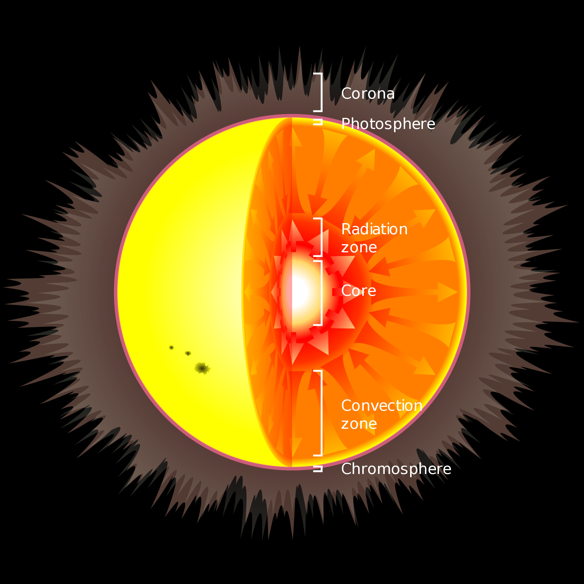 Corona
Photosphere
Radiation
zone
Core
Convection
zone
Chromosphere